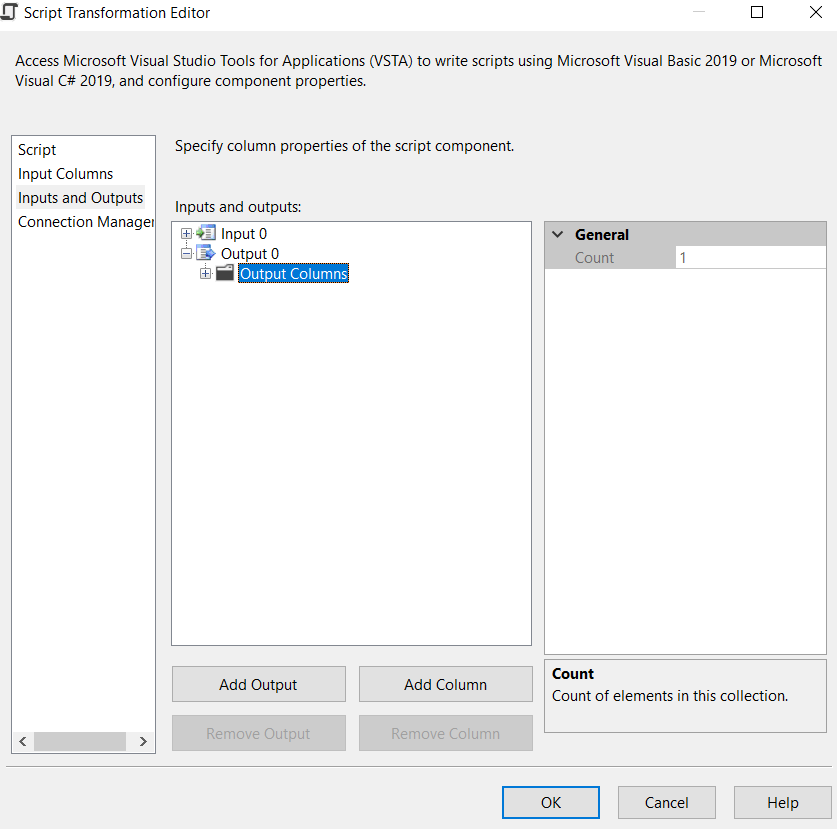 Script Transformation Editor
Access Microsoft Visual Studio Tools for Applications (VSTA) to write scripts using Microsoft Visual Basic 2019 or Microsoft
Visual C# 2019, and configure component properties.
Script
Input Columns
Inputs and Outputs
Connection Manager
Specify column properties of the script component.
Inputs and outputs:
Input 0
Output 0
Output Columns
General
Count 1
Add Output
Add Column
Remove Output
Remove Column
Count
Count of elements in this collection.
OK
Cancel
Help